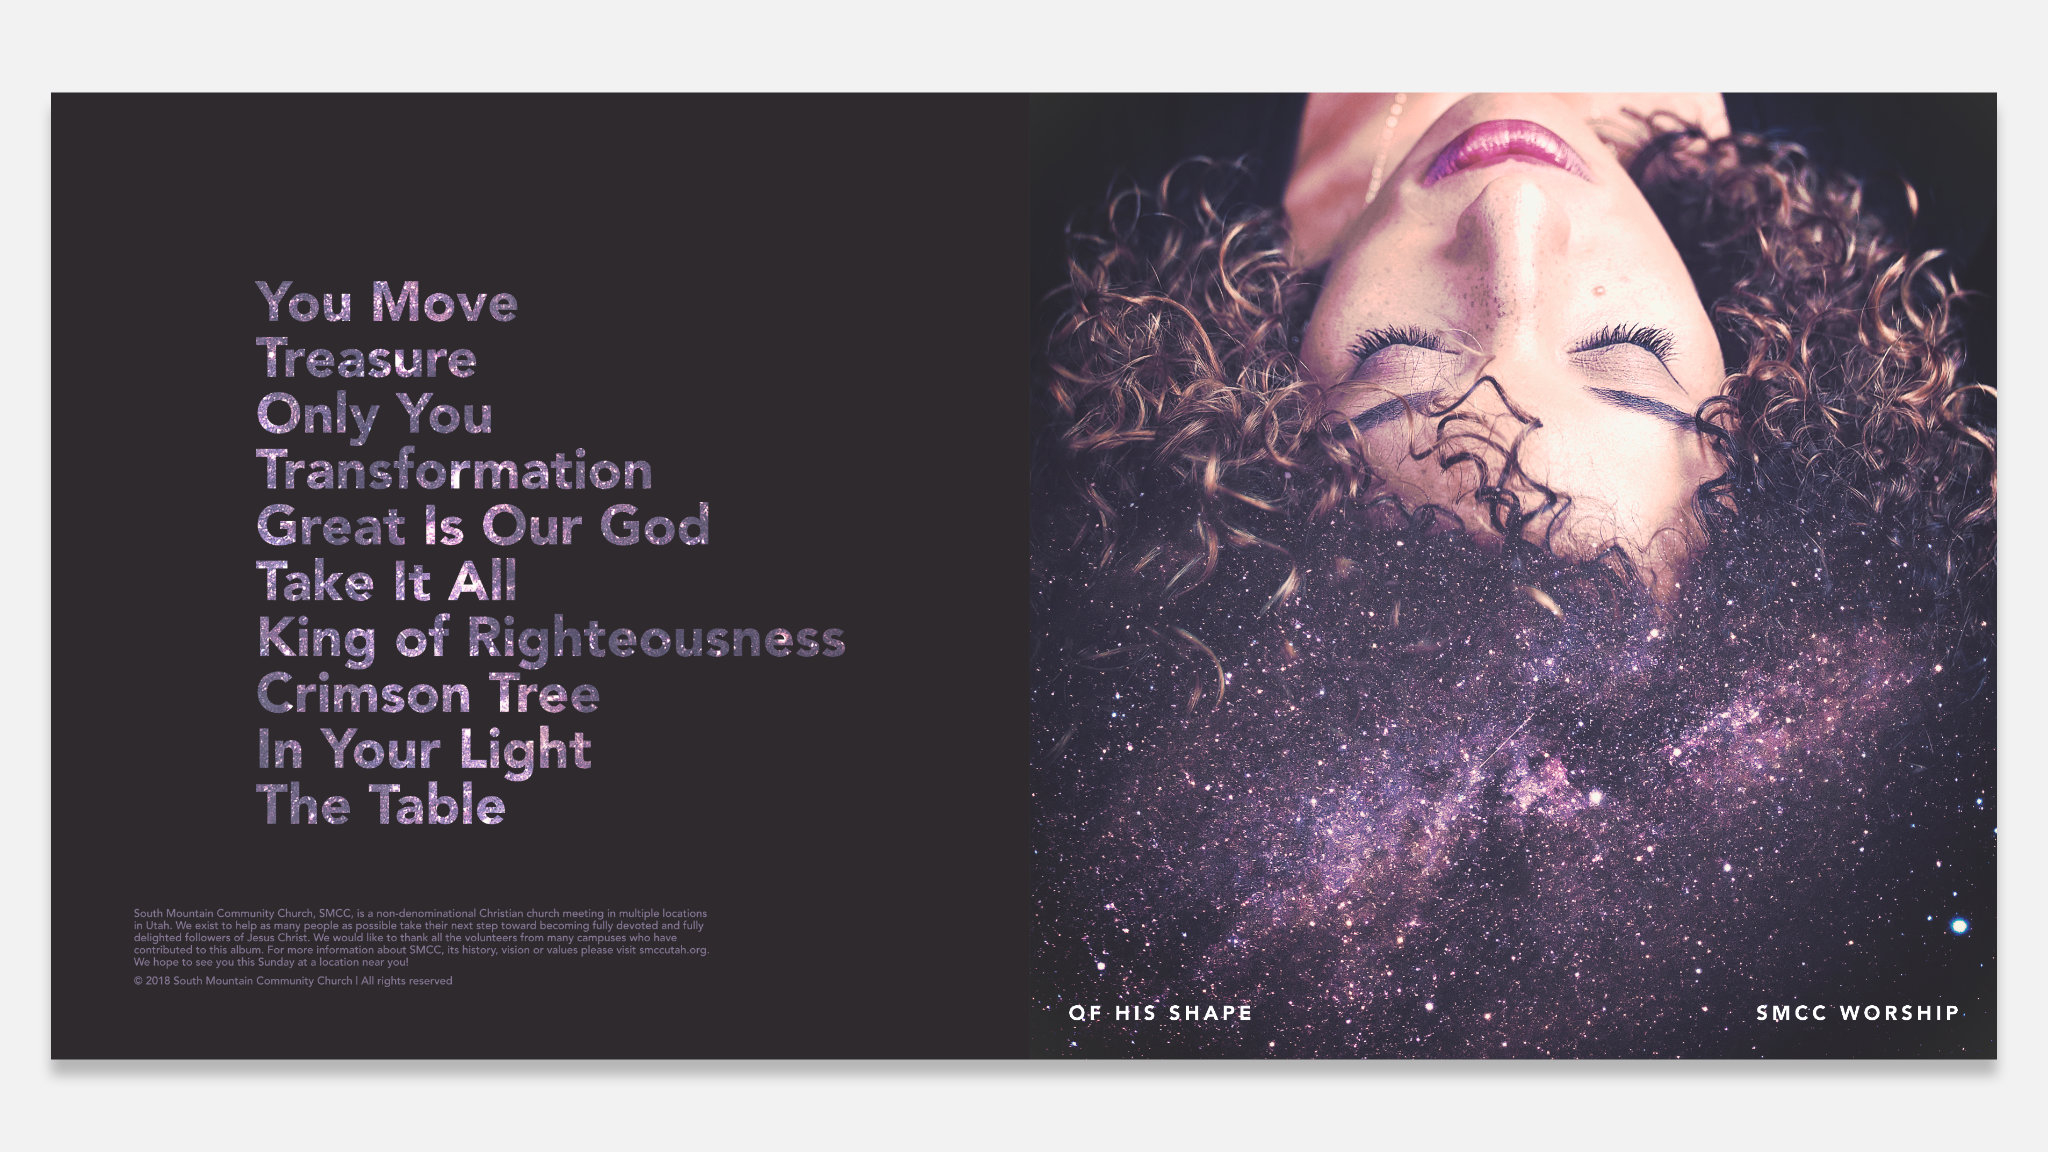 You Move
Treasure
Only You
Transformation
Great Is Our God
Take It All
King of Righteousness
Crimson Tree
In Your Light
The Table
South Mountain Community Church, SMCC, is a non-denominational Christian church meeting in multiple locations
in Utah. We exist to help as many people as possible take their next step toward becoming fully devoted and fully
delighted followers of Jesus Christ. We would like to thank all the volunteers from many campuses who have
contributed to this album. For more information about SMCC, its history, vision or values please visit smccutah.org.
We hope to see you this Sunday at a location near you!
© 2018 South Mountain Community Church | All rights reserved
OF HIS SHAPE
SMCC WORSHIP